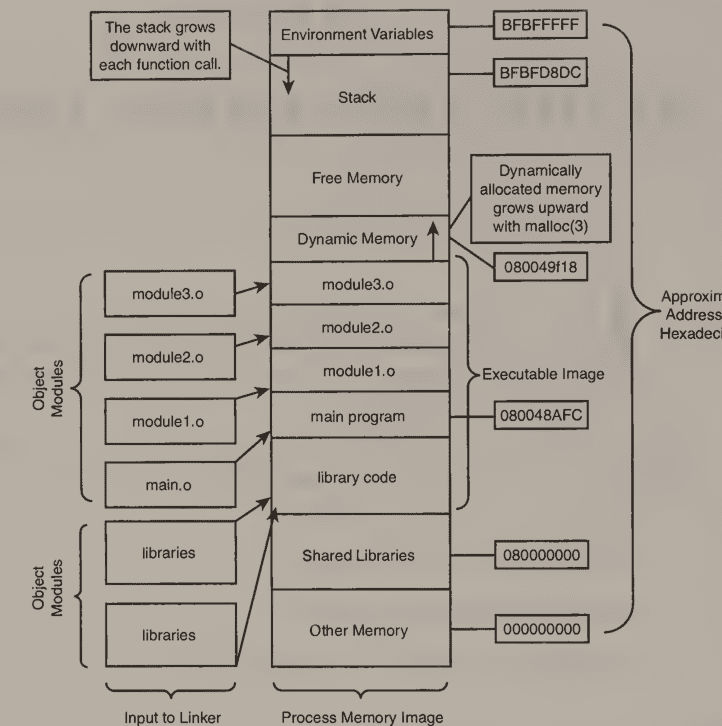 The stack grows
downward with
each function call.
Environment Variables
BFBFFFFF
Stack
BFBFD8DC
Free Memory
Dynamically
allocated memory
grows upward
with malloc(3)
Dynamic Memory
080049f18
module3.o
module3.o
module2.o
module2.o
module1.o
module1.o
main.o
main program
080048AFC
library code
Object
Modules
Executable Image
Approxim
Address
Hexadeci
libraries
libraries
Object
Modules
Shared Libraries
080000000
Other Memory
000000000
Input to Linker
Process Memory Image